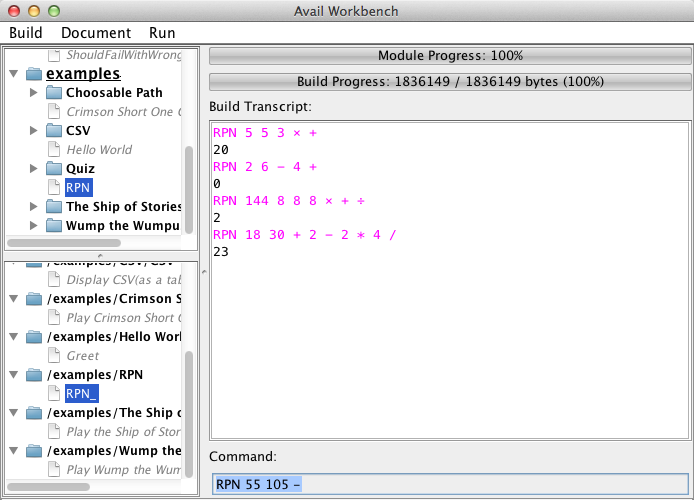 Avail Workbench
Build Document Run
ShouldFailWithWrong
examples
Choosable Path
Crimson Short One
CSV
Hello World
Quiz
RPN
The Ship of Stories
Wump the Wumpu
/examples/CSV/CSV
Display CSV(as a tab
/examples/Crimson S
Play Crimson Short
/examples/Hello Worl
Greet
/examples/RPN
RPN_
/examples/The Ship o
Play the Ship of Stor
/examples/Wump the
Play Wump the Wum
Module Progress: 100%
Build Progress: 1836149 / 1836149 bytes (100%)
Build Transcript:
RPN 5 5 3 × +
20
RPN 2 6 − 4 +
0
RPN 144 8 8 8 × + ÷
2
RPN 18 30 + 2 − 2 * 4 /
23
Command:
RPN 55 105 -